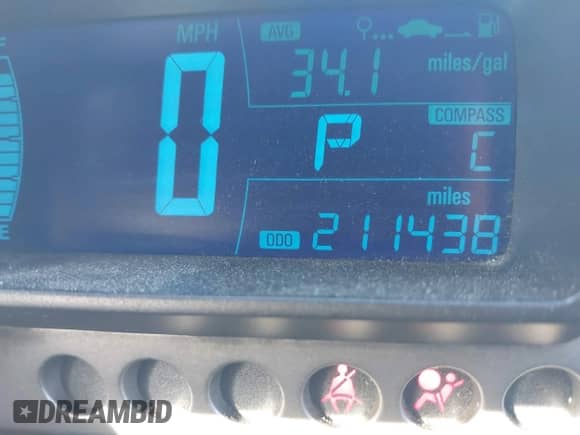 MPH
AVG
34.1 miles/gal
COMPASS
0 P C
miles
E
ODO 211438
DREAMBID